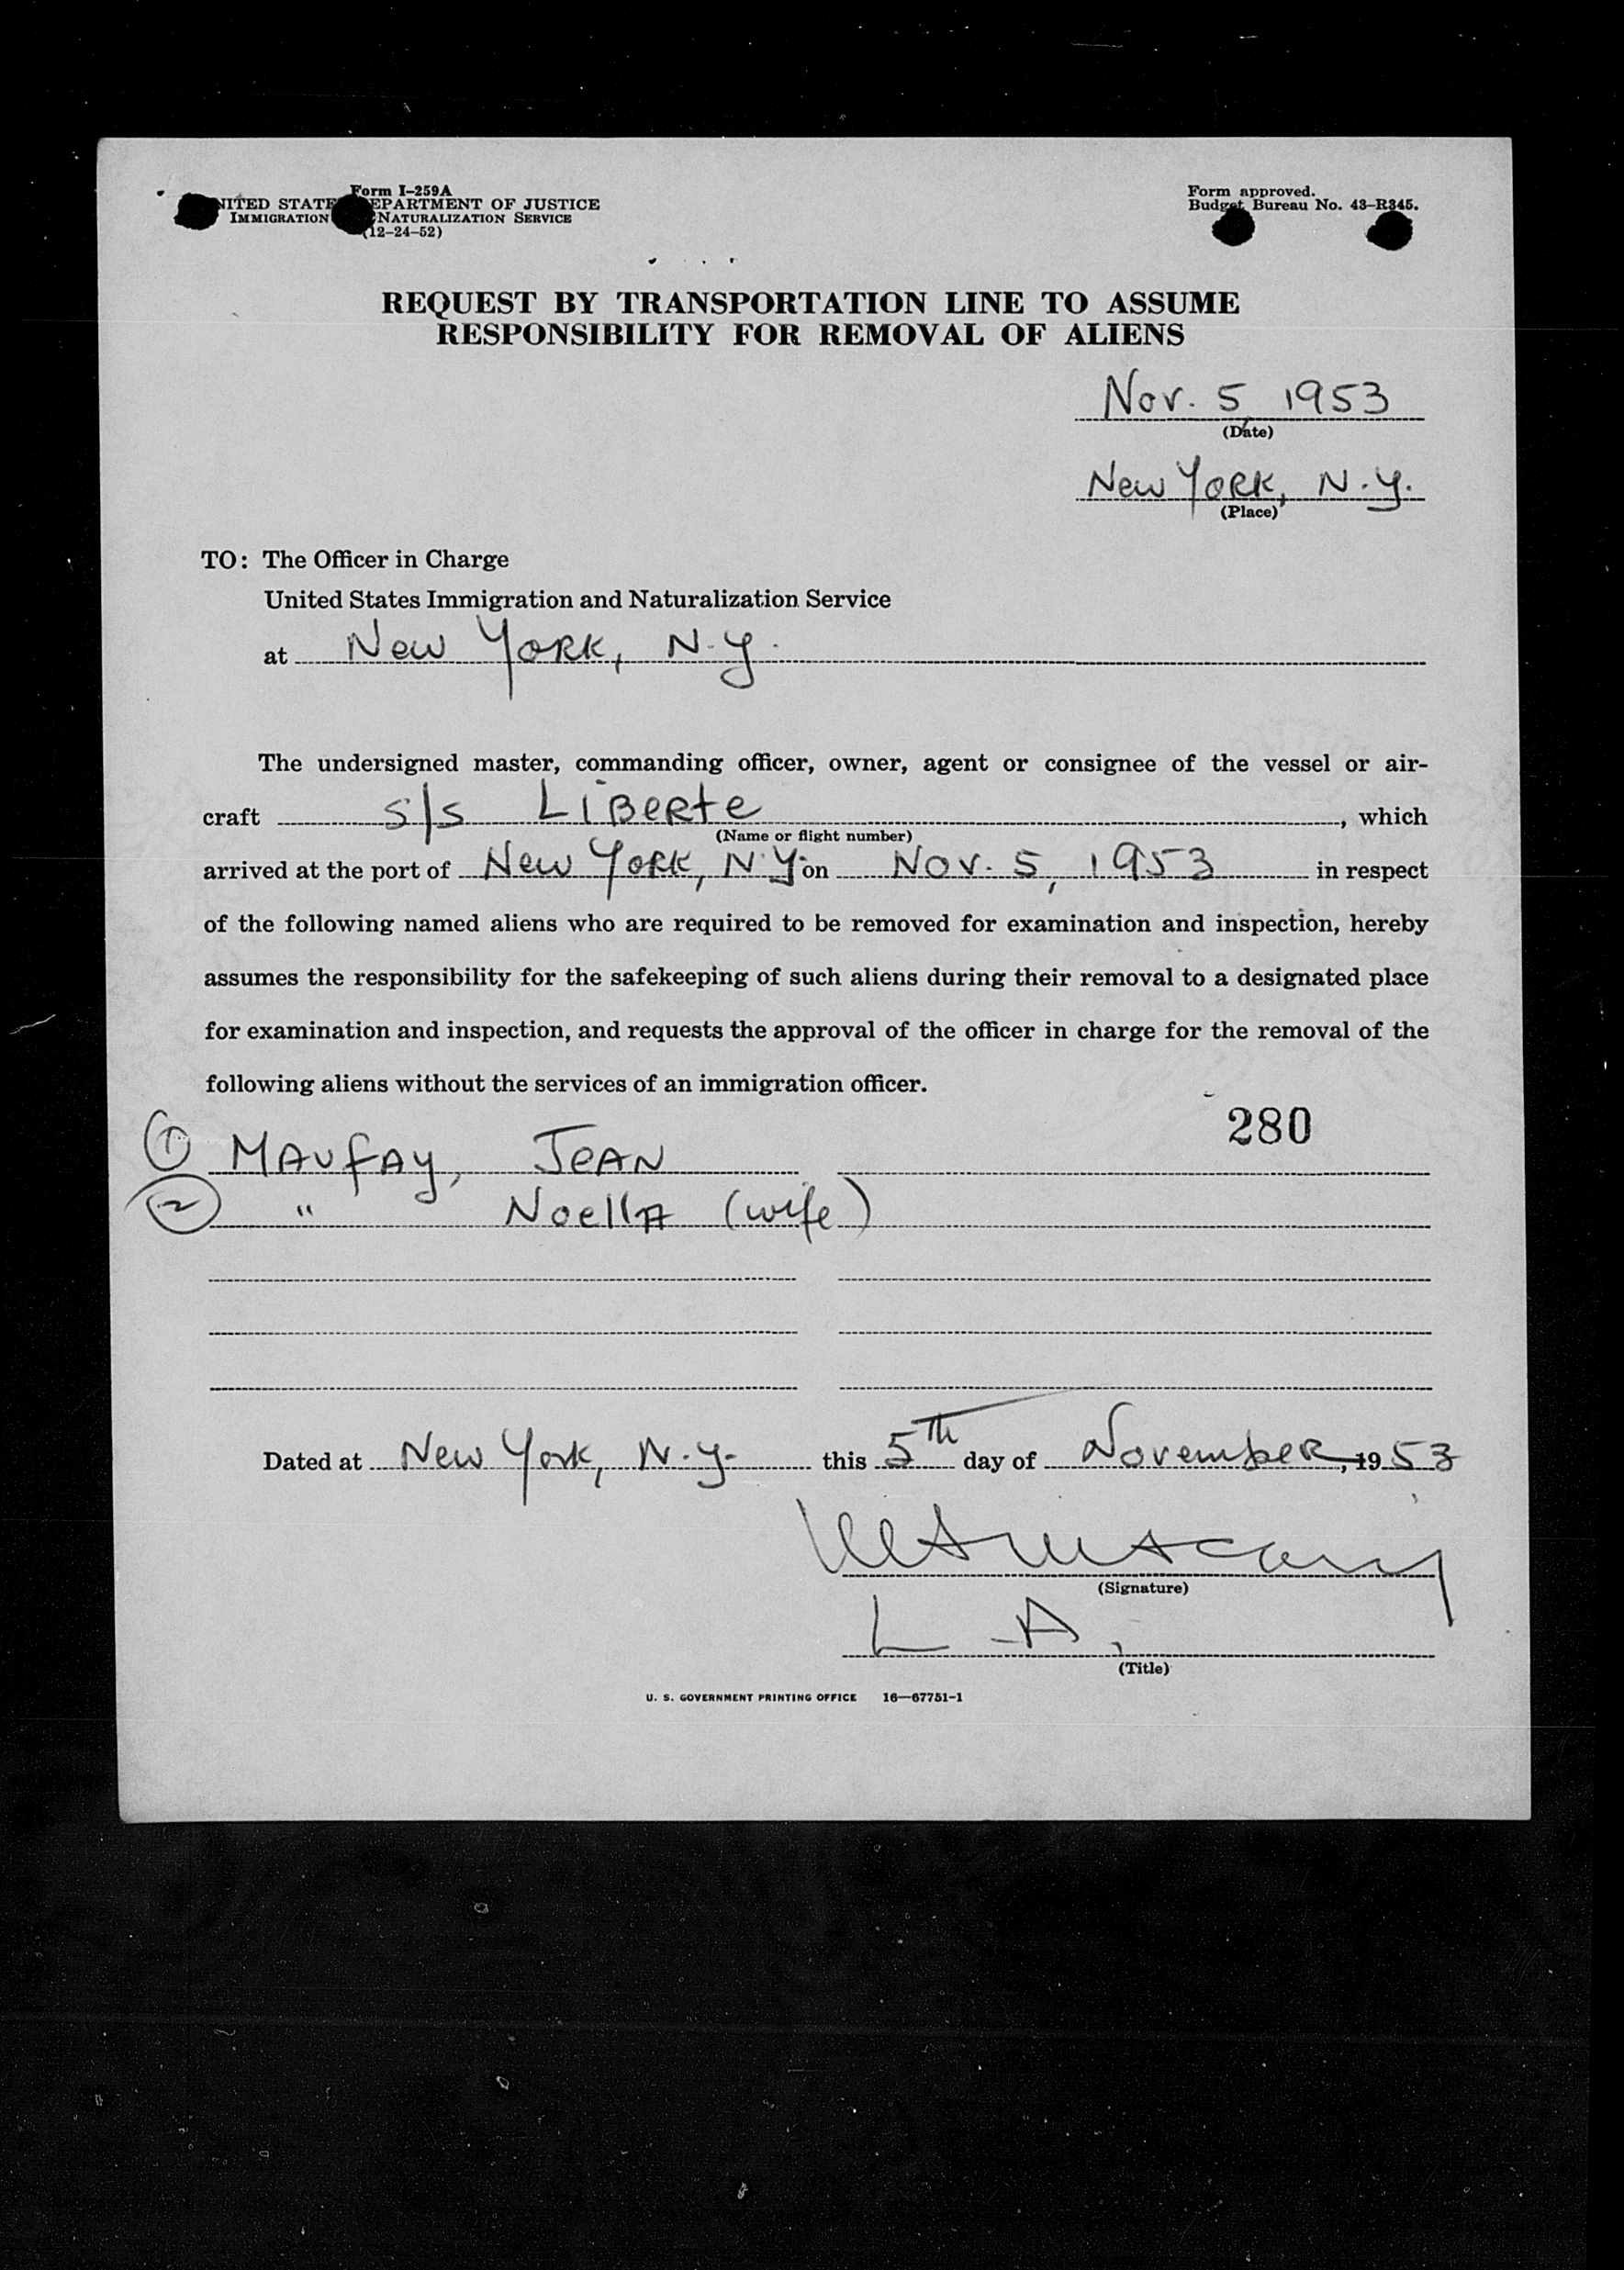 Form I-259A
UNITED STATES DEPARTMENT OF JUSTICE
IMMIGRATION NATURALIZATION SERVICE
(12-24-52)
Form approved.
Budget Bureau No. 43-R345.
REQUEST BY TRANSPORTATION LINE TO ASSUME
RESPONSIBILITY FOR REMOVAL OF ALIENS
Nov. 5, 1953
(Date)
New York, N.Y.
(Place)
TO: The Officer in Charge
United States Immigration and Naturalization Service
at New York, N.Y.
The undersigned master, commanding officer, owner, agent or consignee of the vessel or air-
craft s/s Liberte, which
(Name or flight number)
arrived at the port of New York, N.Y. on Nov. 5, 1953 in respect
of the following named aliens who are required to be removed for examination and inspection, hereby
assumes the responsibility for the safekeeping of such aliens during their removal to a designated place
for examination and inspection, and requests the approval of the officer in charge for the removal of the
following aliens without the services of an immigration officer.
280
① MAUFAY, JEAN
② " Noella (wife)
Dated at New York, N.Y. this 5th day of November, 1953
(Signature)
L.A.
(Title)
U. S. GOVERNMENT PRINTING OFFICE 16—67751-1